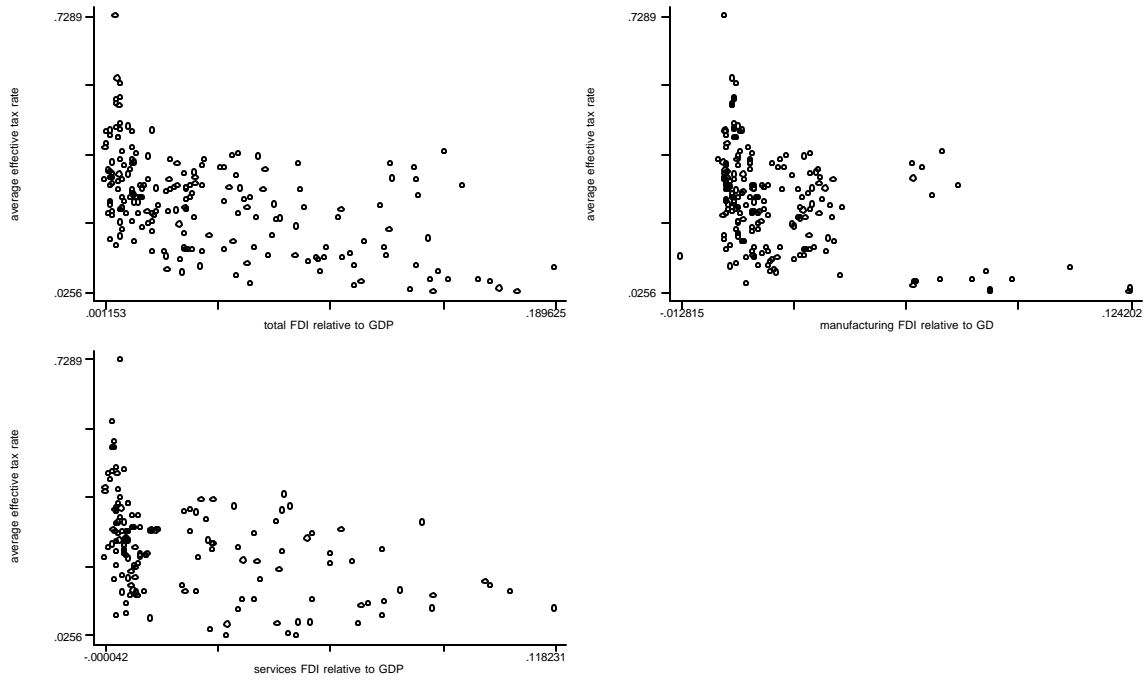 .7289
average effective tax rate
.0256
.001153
.189625
total FDI relative to GDP
.7289
average effective tax rate
.0256
-.012815
.124202
manufacturing FDI relative to GD
.7289
average effective tax rate
.0256
-.000042
.118231
services FDI relative to GDP